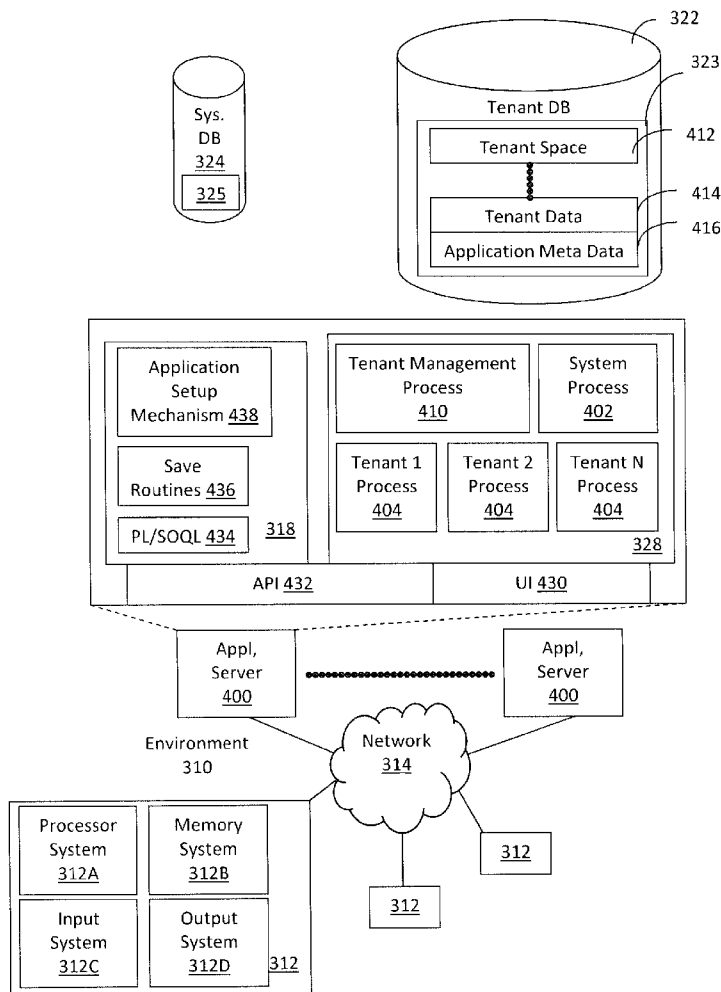 322
323
Sys.
DB
324
325
Tenant DB
Tenant Space
412
Tenant Data
414
Application Meta Data
416
Application
Setup
Mechanism 438
Save
Routines 436
PL/SOQL 434
318
Tenant Management
Process
410
System
Process
402
Tenant 1
Process
404
Tenant 2
Process
404
Tenant N
Process
404
328
API 432
UI 430
Appl,
Server
400
Appl,
Server
400
Environment
310
Network
314
Processor
System
312A
Memory
System
312B
Input
System
312C
Output
System
312D
312
312
312